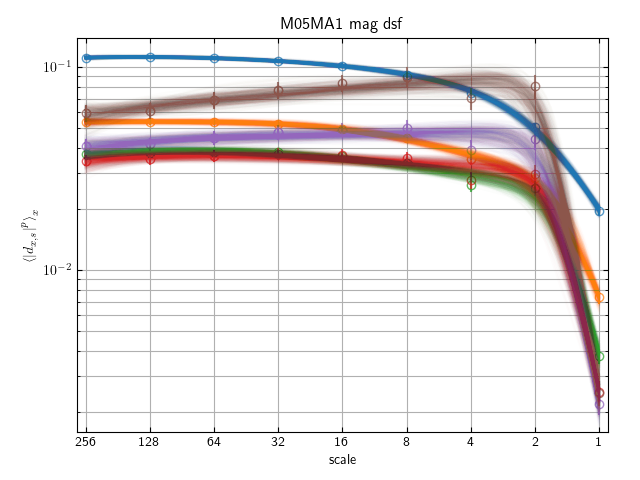 M05MA1 mag dsf
10⁻¹
10⁻²
⟨|d_{x,s}|^p⟩_x
256 128 64 32 16 8 4 2 1
scale